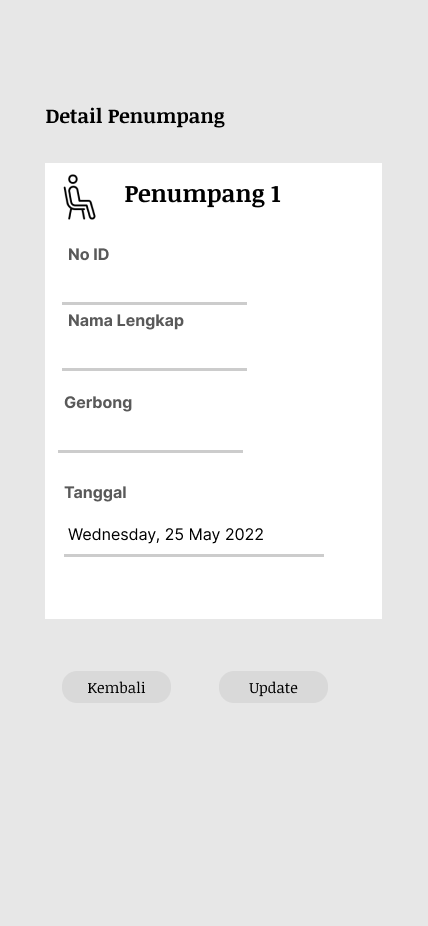 Detail Penumpang
Penumpang 1
No ID
Nama Lengkap
Gerbong
Tanggal
Wednesday, 25 May 2022
Kembali
Update